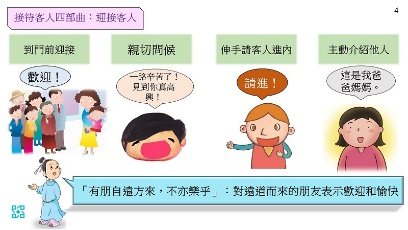 4
接待客人四部曲：迎接客人
到門前迎接
親切問候
伸手請客人進內
主動介紹他人
歡迎！
一路辛苦了！
見到你真高
興！
請進！
這是我爸
爸媽媽。
「有朋自遠方來，不亦樂乎」：對遠道而來的朋友表示歡迎和愉快